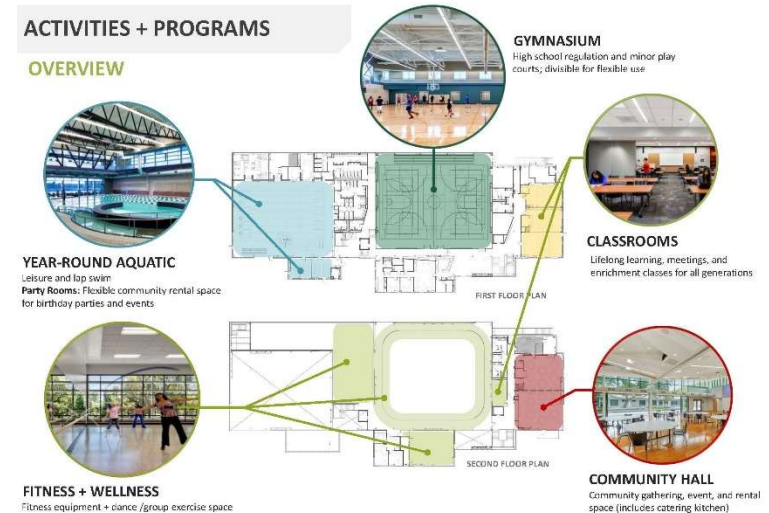 ACTIVITIES + PROGRAMS
OVERVIEW
GYMNASIUM
High school regulation and minor play
courts; divisible for flexible use
YEAR-ROUND AQUATIC
Leisure and lap swim
Party Rooms: Flexible community rental space
for birthday parties and events
CLASSROOMS
Lifelong learning, meetings, and
enrichment classes for all generations
FIRST FLOOR PLAN
SECOND FLOOR PLAN
FITNESS + WELLNESS
Fitness equipment + dance /group exercise space
COMMUNITY HALL
Community gathering, event, and rental
space (includes catering kitchen)